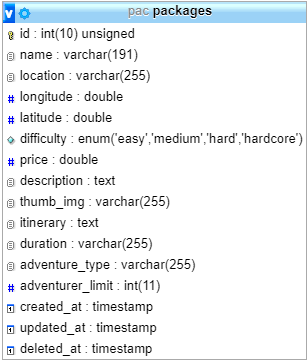 v pac packages
id : int(10) unsigned
name : varchar(191)
location : varchar(255)
# longitude : double
# latitude : double
difficulty : enum('easy','medium','hard','hardcore')
# price : double
description : text
thumb_img : varchar(255)
itinerary : text
duration : varchar(255)
adventure_type : varchar(255)
# adventurer_limit : int(11)
created_at : timestamp
updated_at : timestamp
deleted_at : timestamp